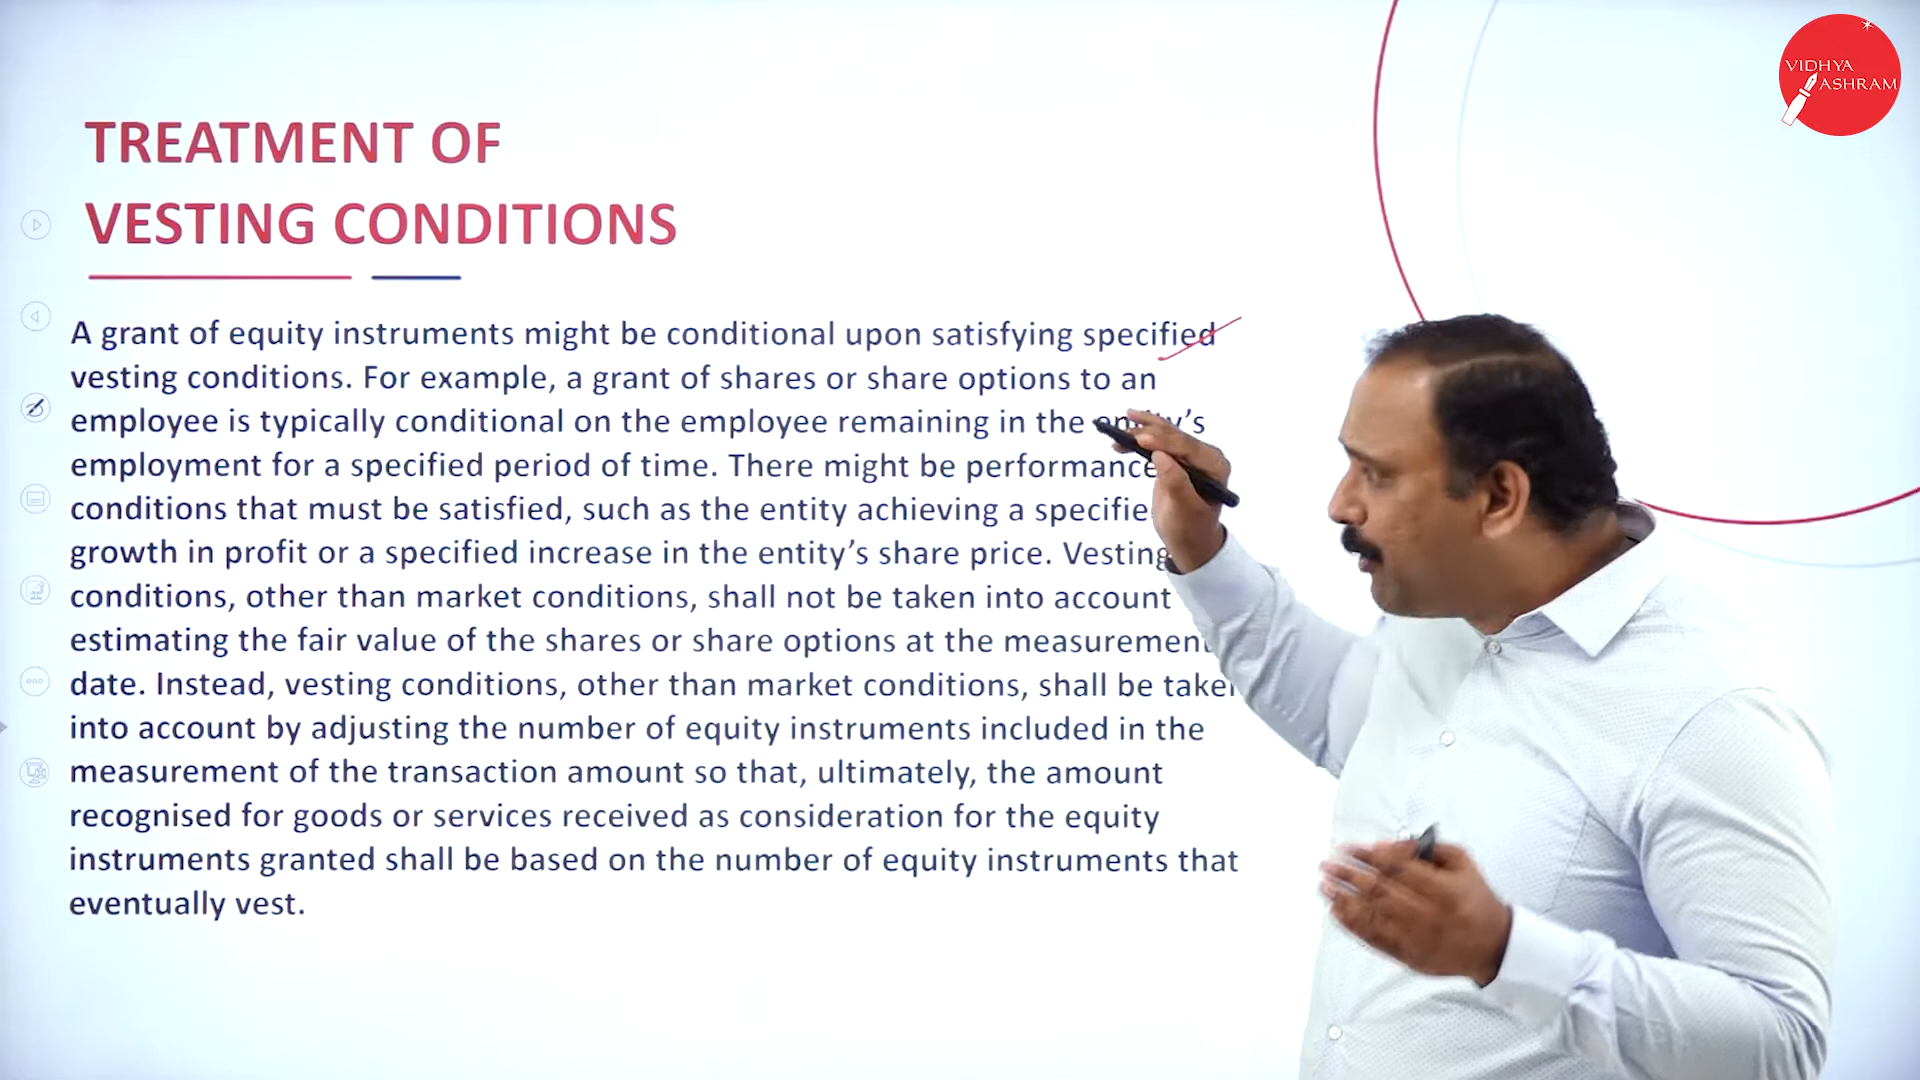 VIDHYA
ASHRAM
TREATMENT OF
VESTING CONDITIONS
A grant of equity instruments might be conditional upon satisfying specified
vesting conditions. For example, a grant of shares or share options to an
employee is typically conditional on the employee remaining in the entity's
employment for a specified period of time. There might be performance
conditions that must be satisfied, such as the entity achieving a specifie
growth in profit or a specified increase in the entity's share price. Vesting
conditions, other than market conditions, shall not be taken into account
estimating the fair value of the shares or share options at the measurement
date. Instead, vesting conditions, other than market conditions, shall be taken
into account by adjusting the number of equity instruments included in the
measurement of the transaction amount so that, ultimately, the amount
recognised for goods or services received as consideration for the equity
instruments granted shall be based on the number of equity instruments that
eventually vest.